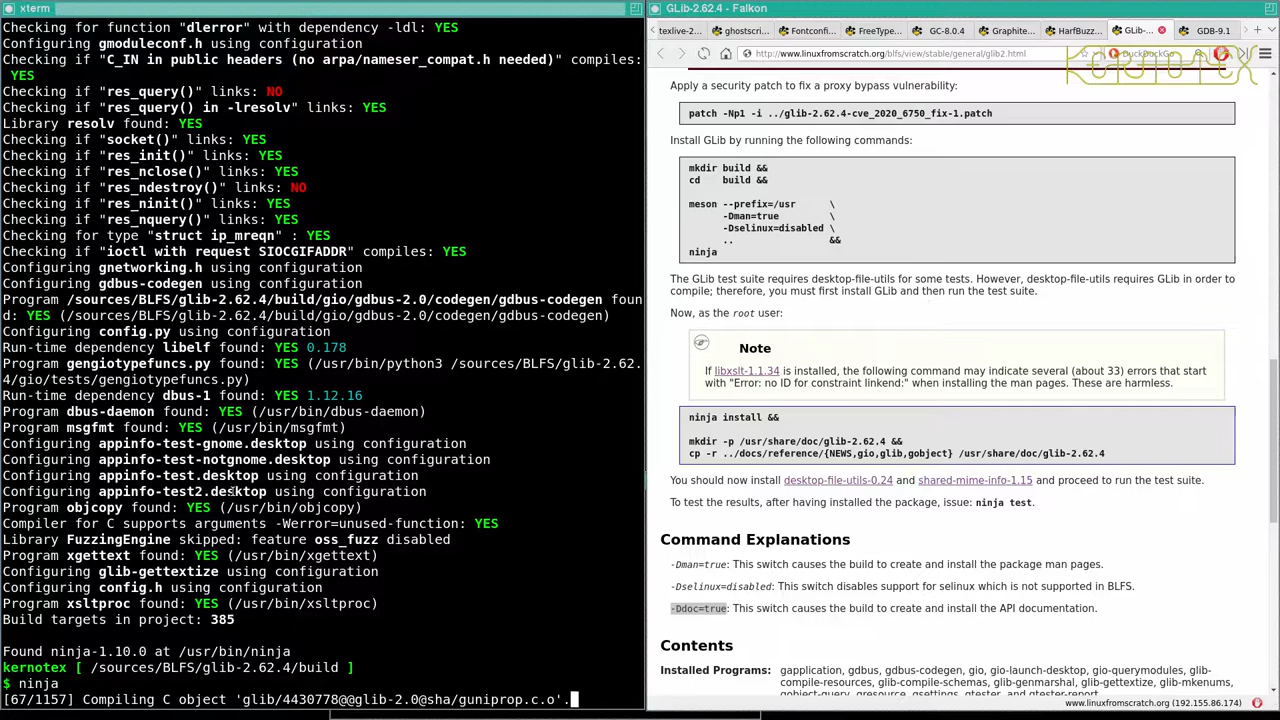 xterm
Checking for function "dlerror" with dependency -ldl: YES
Configuring gmoduleconf.h using configuration
Checking if "C_IN in public headers (no arpa/nameser_compat.h needed)" compiles:
YES
Checking if "res_query()" links: NO
Checking if "res_query() in -lresolv" links: YES
Library resolv found: YES
Checking if "socket()" links: YES
Checking if "res_init()" links: YES
Checking if "res_nclose()" links: YES
Checking if "res_ndestroy()" links: NO
Checking if "res_ninit()" links: YES
Checking if "res_nquery()" links: YES
Checking for type "struct ip_mreqn" : YES
Checking if "ioctl with request SIOCGIFADDR" compiles: YES
Configuring gnetworking.h using configuration
Configuring gdbus-codegen using configuration
Program /sources/BLFS/glib-2.62.4/build/gio/gdbus-2.0/codegen/gdbus-codegen foun
d: YES (/sources/BLFS/glib-2.62.4/build/gio/gdbus-2.0/codegen/gdbus-codegen)
Configuring config.py using configuration
Run-time dependency libelf found: YES 0.178
Program gengiotypefuncs.py found: YES (/usr/bin/python3 /sources/BLFS/glib-2.62.
4/gio/tests/gengiotypefuncs.py)
Run-time dependency dbus-1 found: YES 1.12.16
Program dbus-daemon found: YES (/usr/bin/dbus-daemon)
Program msgfmt found: YES (/usr/bin/msgfmt)
Configuring appinfo-test-gnome.desktop using configuration
Configuring appinfo-test-notgnome.desktop using configuration
Configuring appinfo-test.desktop using configuration
Configuring appinfo-test2.desktop using configuration
Program objcopy found: YES (/usr/bin/objcopy)
Compiler for C supports arguments -Werror=unused-function: YES
Library FuzzingEngine skipped: feature oss_fuzz disabled
Program xgettext found: YES (/usr/bin/xgettext)
Configuring glib-gettextize using configuration
Configuring config.h using configuration
Program xsltproc found: YES (/usr/bin/xsltproc)
Build targets in project: 385
Found ninja-1.10.0 at /usr/bin/ninja
kernotex [ /sources/BLFS/glib-2.62.4/build ]
$ ninja
[67/1157] Compiling C object 'glib/4430778@@glib-2.0@sha/guniprop.c.o'.
GLib-2.62.4 - Falkon
texlive-2... ghostscri... Fontconfi... FreeType... GC-8.0.4 Graphite... HarfBuzz... GLib-... GDB-9.1
http://www.linuxfromscratch.org/blfs/view/stable/general/glib2.html DuckDuckGo
KERNOTEX
Apply a security patch to fix a proxy bypass vulnerability:
patch -Np1 -i ../glib-2.62.4-cve_2020_6750_fix-1.patch
Install GLib by running the following commands:
mkdir build &&
cd    build &&
meson --prefix=/usr      \
-Dman=true         \
-Dselinux=disabled \
..                 &&
ninja
The GLib test suite requires desktop-file-utils for some tests. However, desktop-file-utils requires GLib in order to
compile; therefore, you must first install GLib and then run the test suite.
Now, as the root user:
Note
If libxslt-1.1.34 is installed, the following command may indicate several (about 33) errors that start
with "Error: no ID for constraint linkend:" when installing the man pages. These are harmless.
ninja install &&
mkdir -p /usr/share/doc/glib-2.62.4 &&
cp -r ../docs/reference/{NEWS,gio,glib,gobject} /usr/share/doc/glib-2.62.4
You should now install desktop-file-utils-0.24 and shared-mime-info-1.15 and proceed to run the test suite.
To test the results, after having installed the package, issue: ninja test.
Command Explanations
-Dman=true: This switch causes the build to create and install the package man pages.
-Dselinux=disabled: This switch disables support for selinux which is not supported in BLFS.
-Ddoc=true: This switch causes the build to create and install the API documentation.
Contents
Installed Programs: gapplication, gdbus, gdbus-codegen, gio, gio-launch-desktop, gio-querymodules, glib-
compile-resources, glib-compile-schemas, glib-genmarshal, glib-gettextize, glib-mkenums,
gobject-query, gresource, gsettings, gtester, and gtester-report
www.linuxfromscratch.org (192.155.86.174)